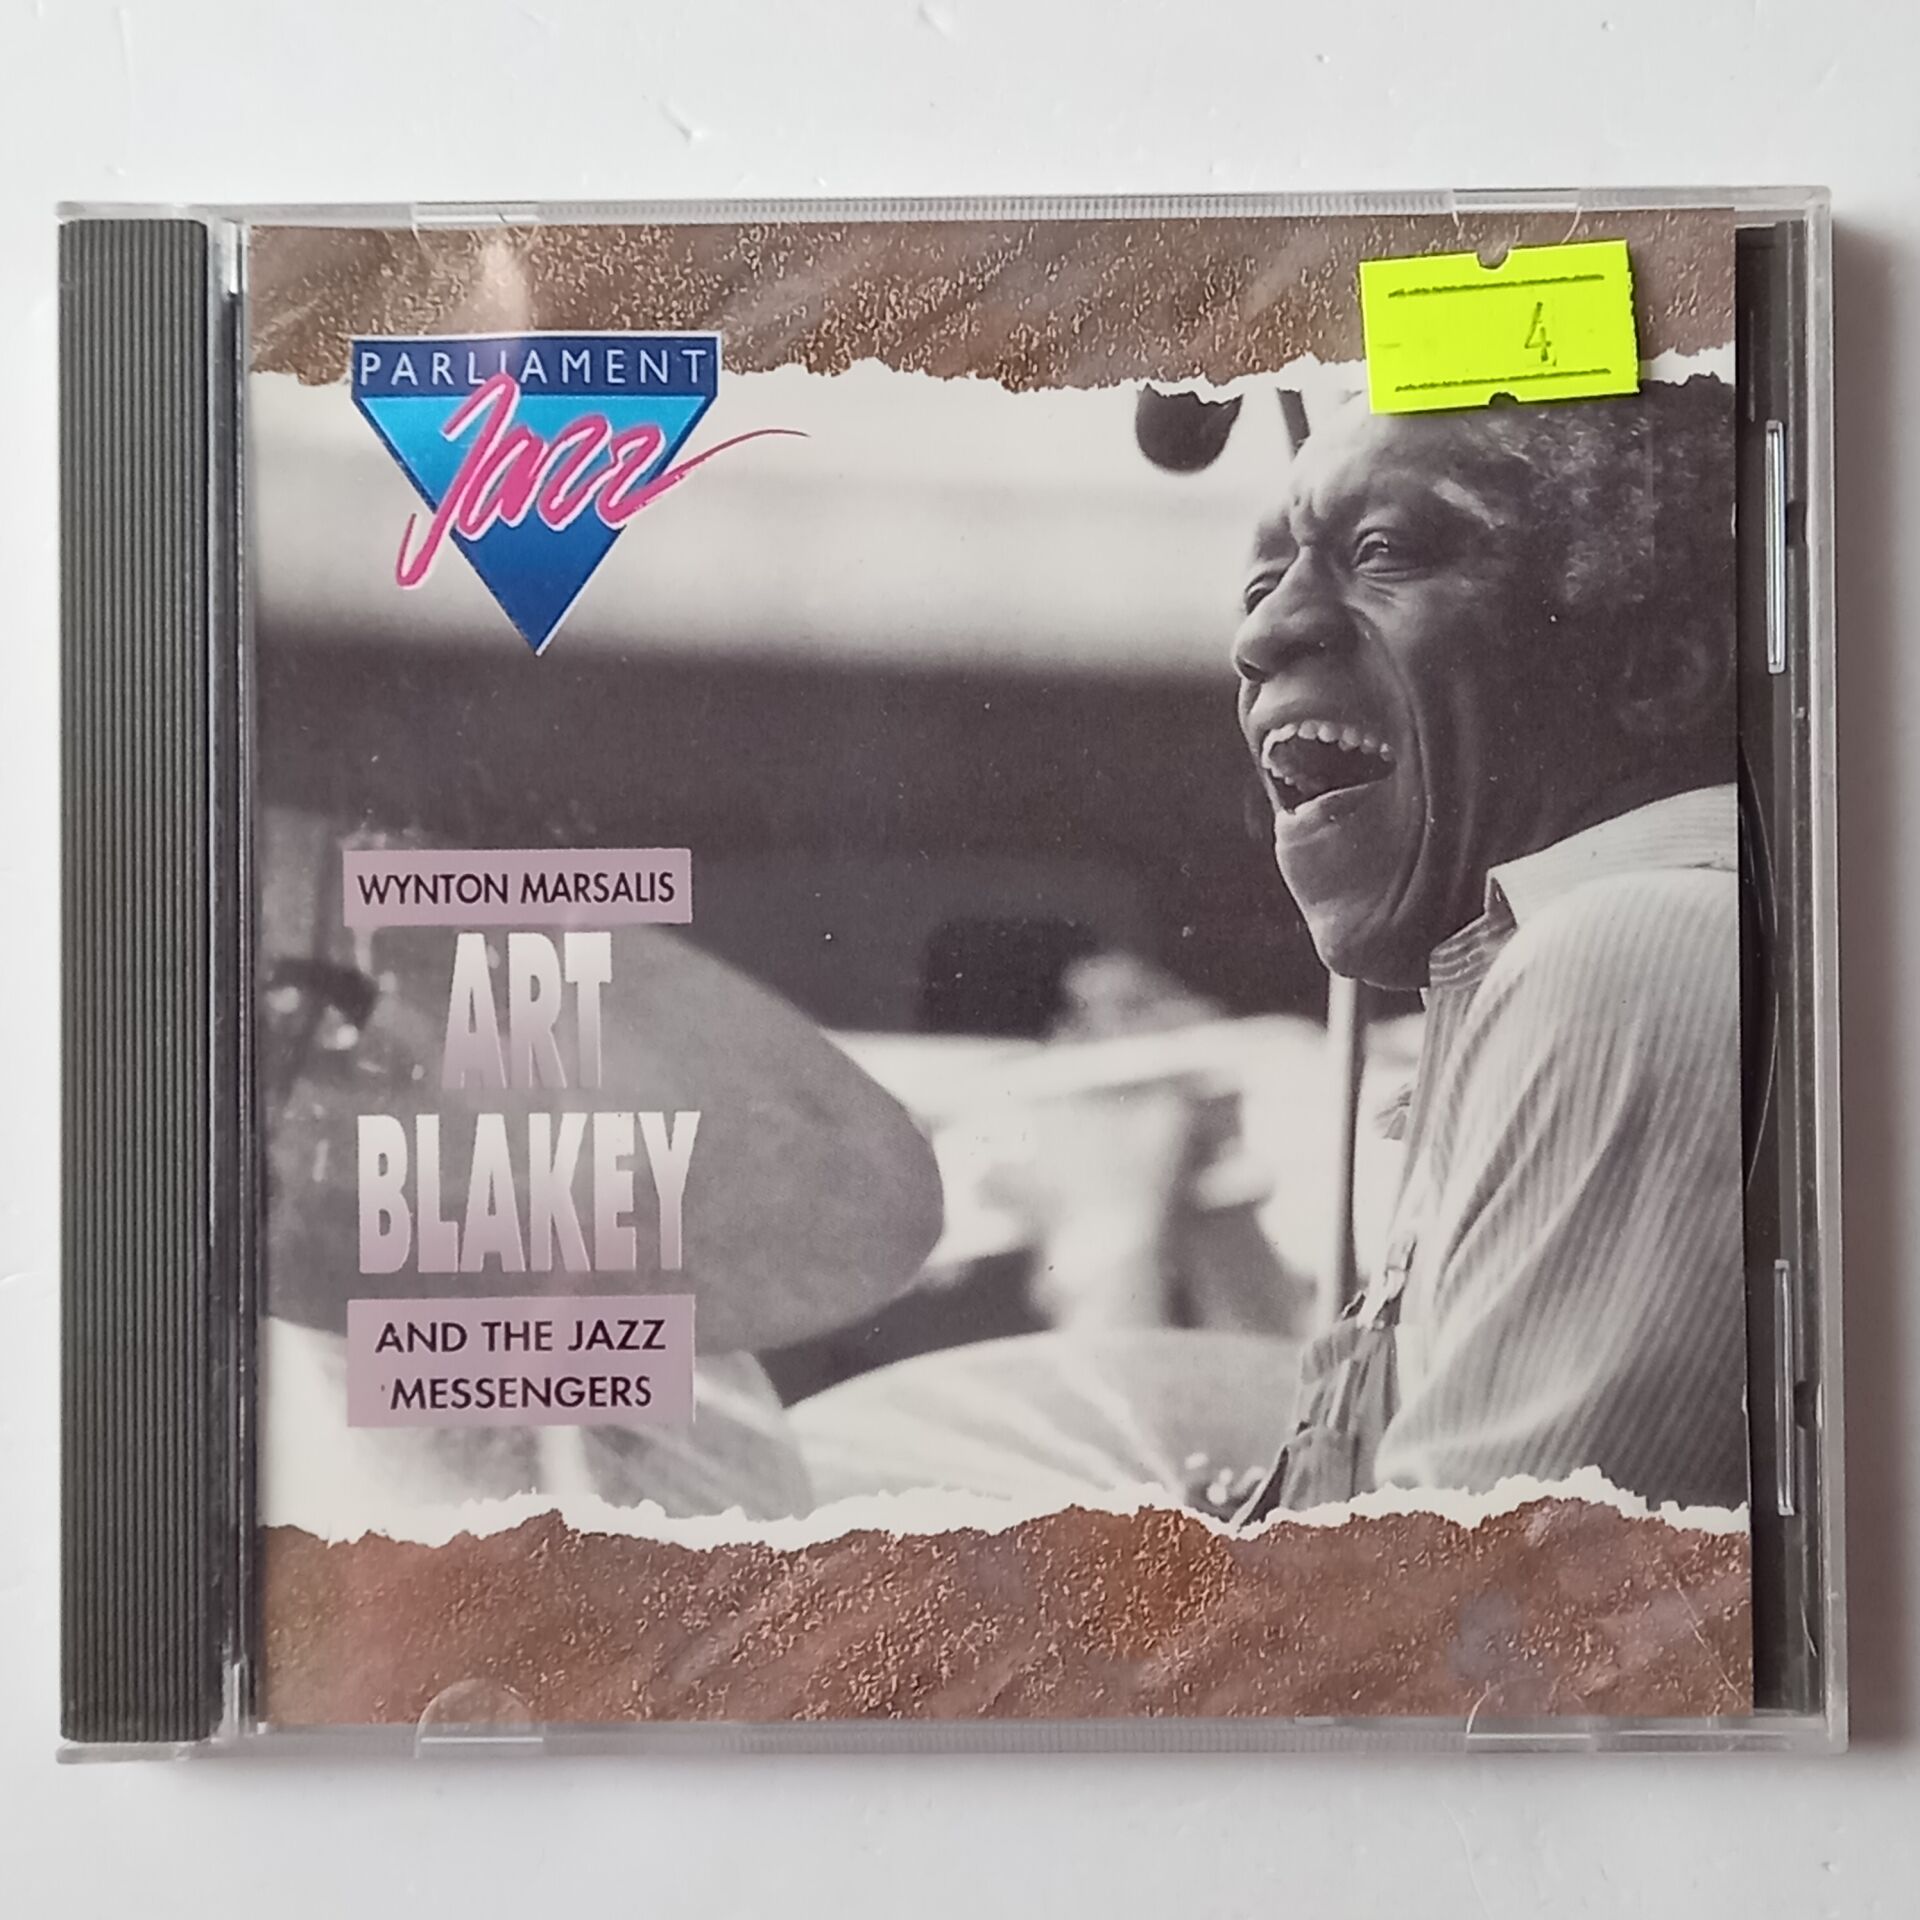 PARLIAMENT
Jazz
4
WYNTON MARSALIS
ART
BLAKEY
AND THE JAZZ
MESSENGERS